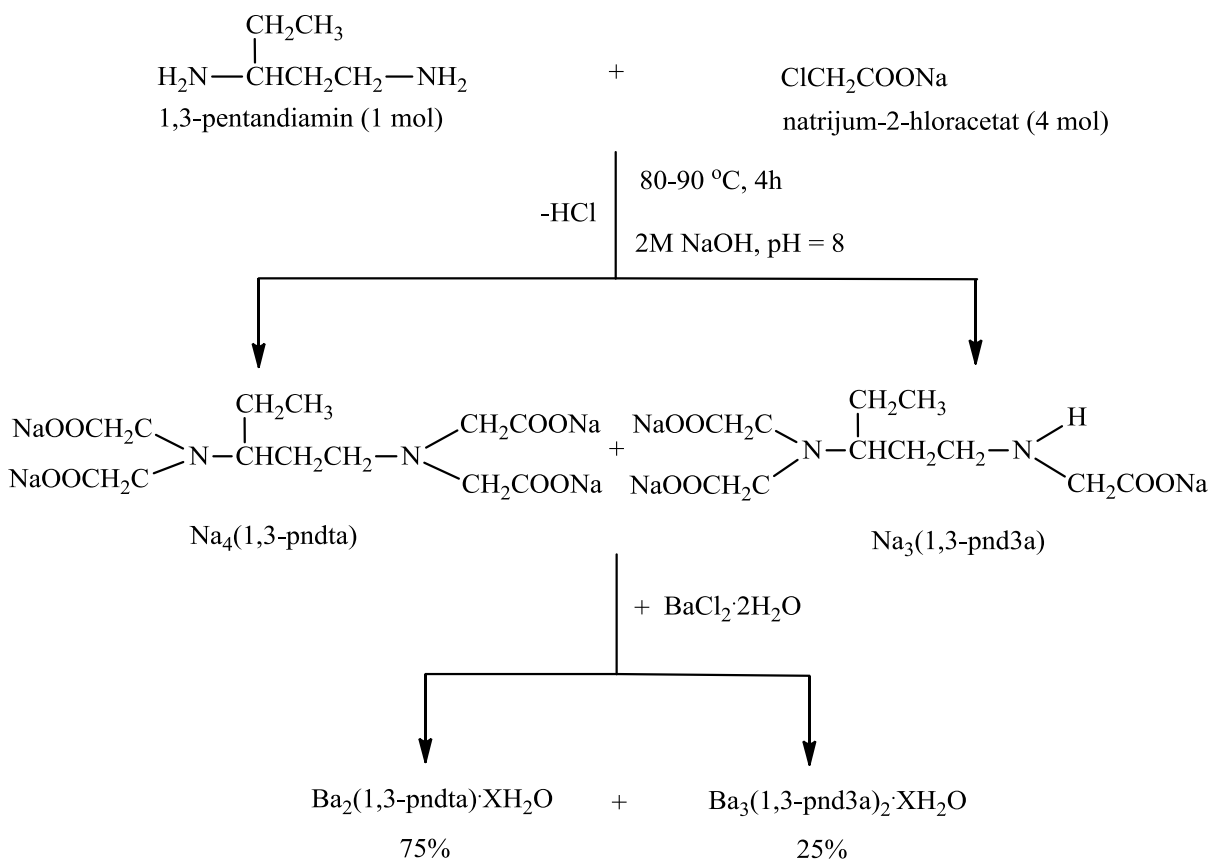 CH₂CH₃
H₂N—CHCH₂CH₂—NH₂ + ClCH₂COONa
1,3-pentandiamin (1 mol) natrijum-2-hloracetat (4 mol)
80-90 °C, 4h
-HCl
2M NaOH, pH = 8
CH₂CH₃ CH₂CH₃ H
NaOOCH₂C CH₂COONa NaOOCH₂C
N—CHCH₂CH₂—N + N—CHCH₂CH₂—N
NaOOCH₂C CH₂COONa NaOOCH₂C CH₂COONa
Na₄(1,3-pndta) Na₃(1,3-pnd3a)
+ BaCl₂·2H₂O
Ba₂(1,3-pndta)·XH₂O + Ba₃(1,3-pnd3a)₂·XH₂O
75% 25%